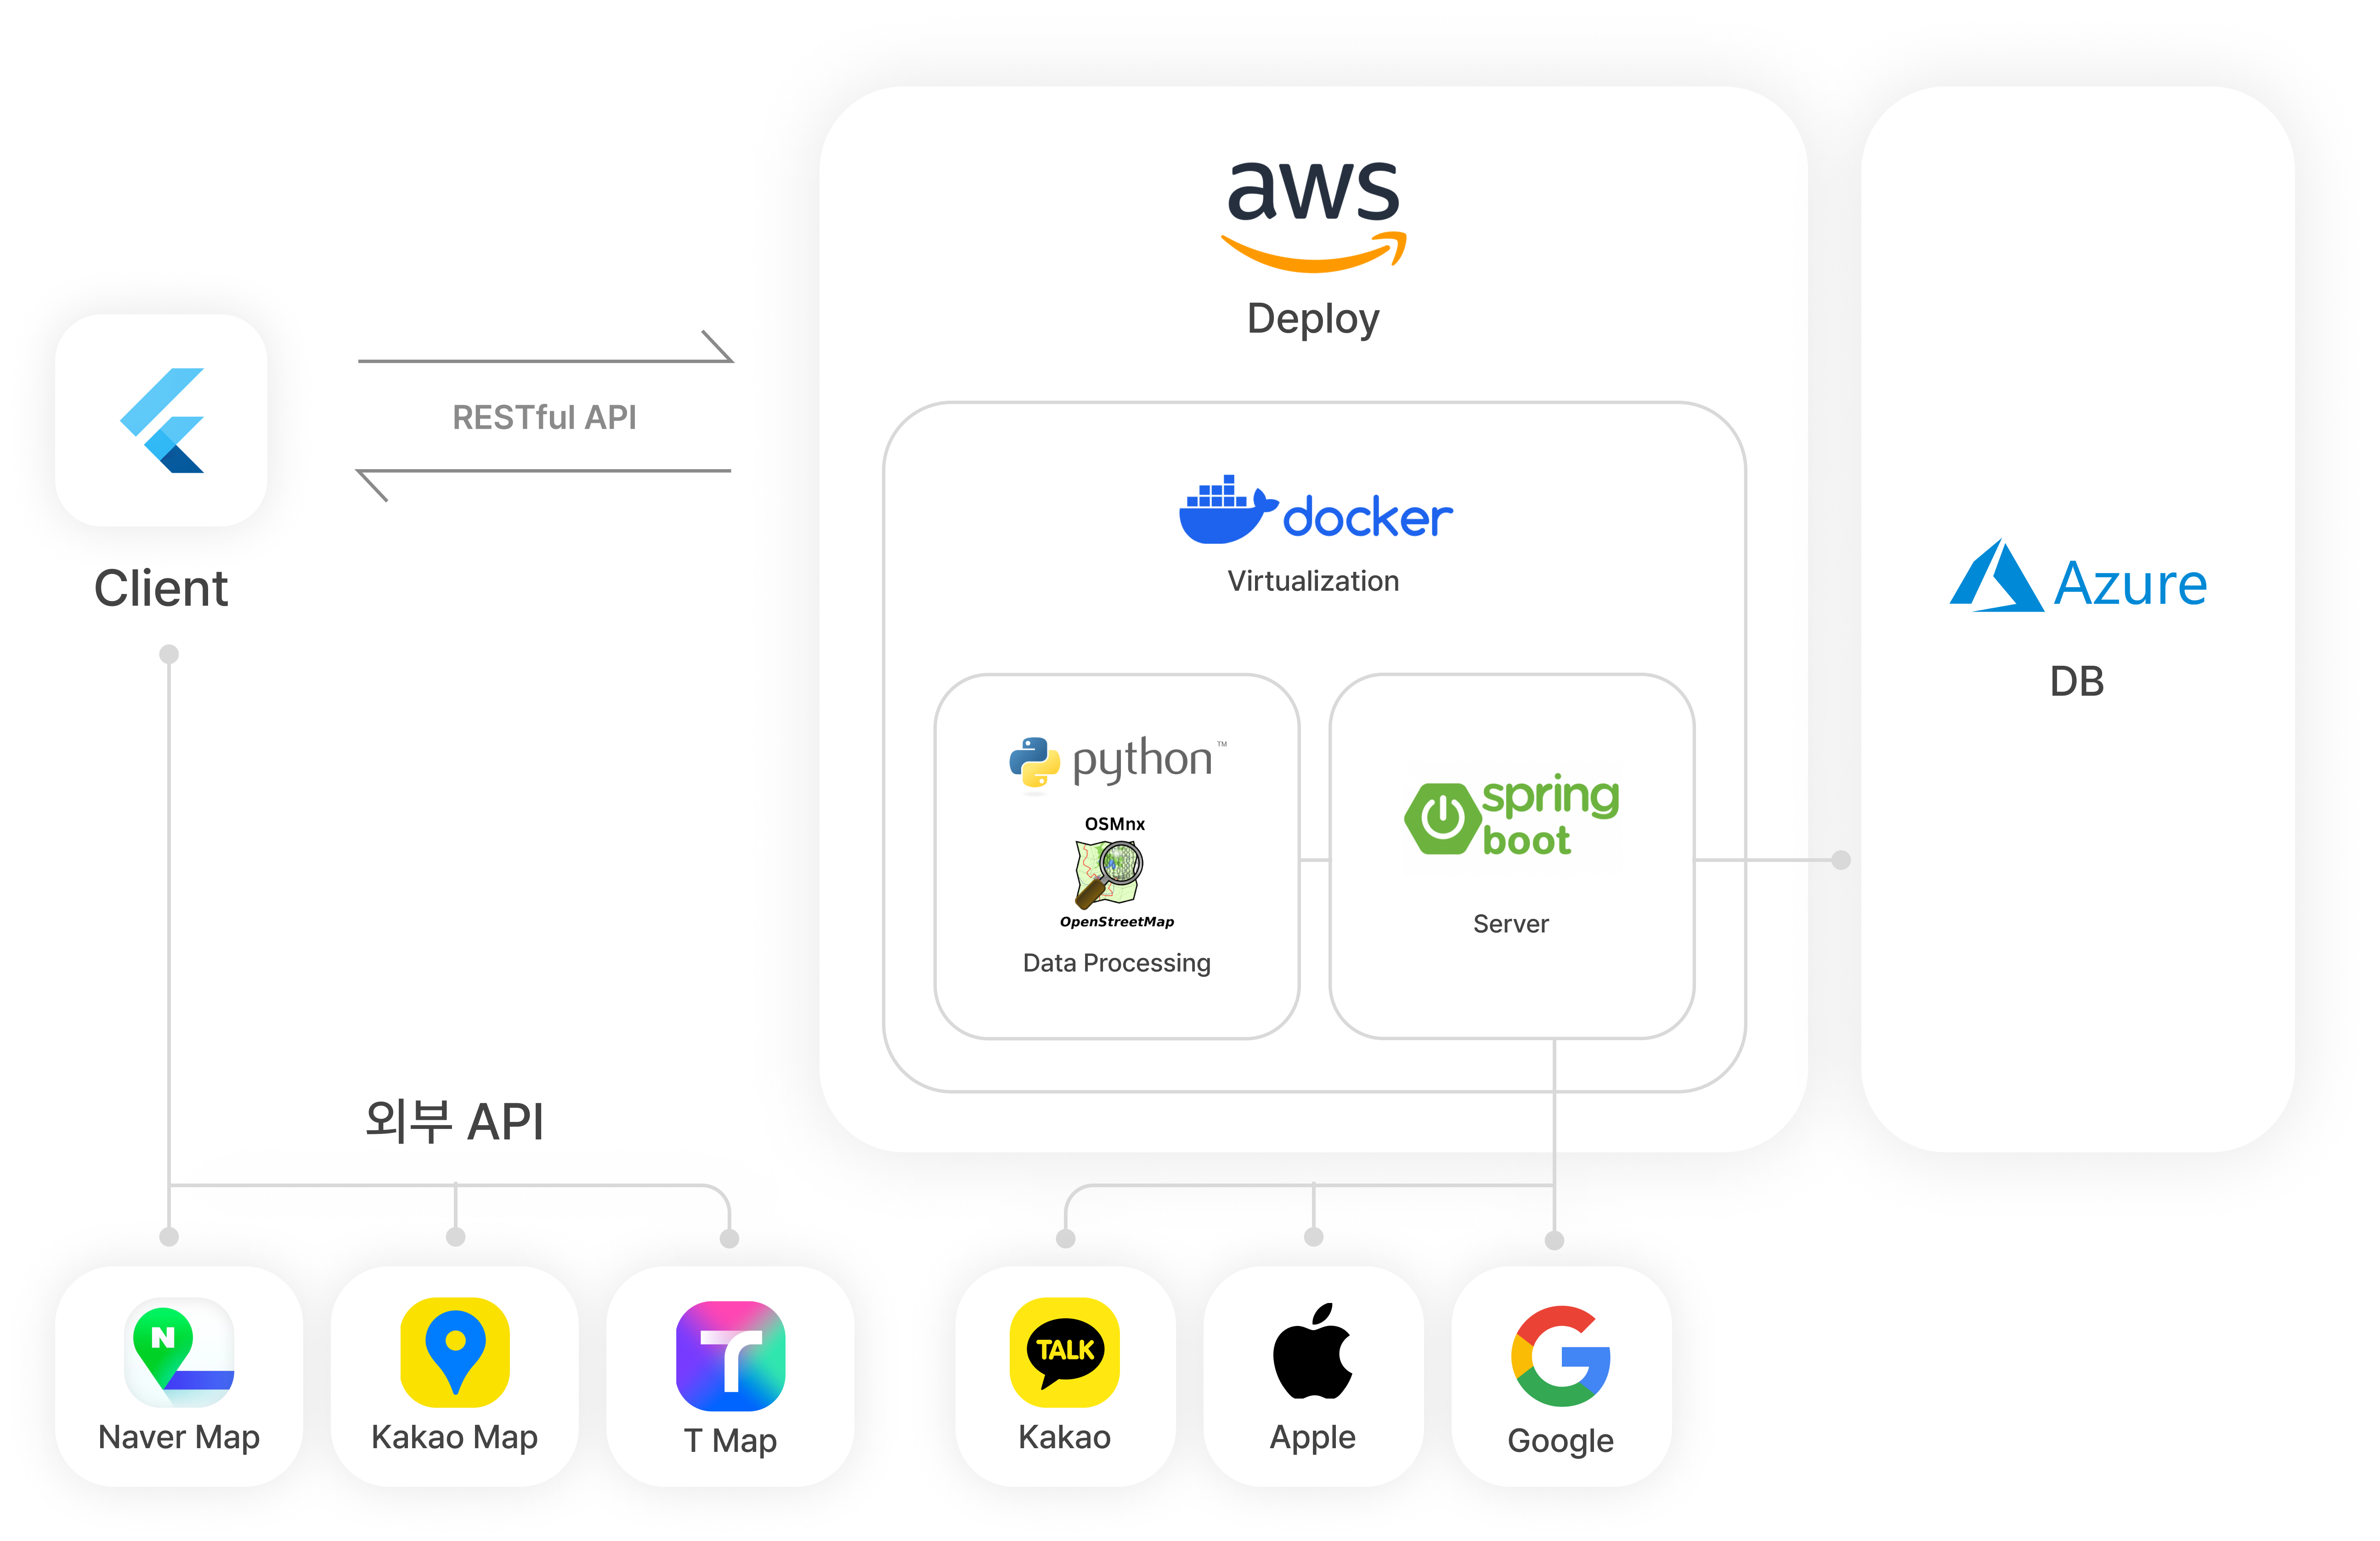 aws
Deploy
RESTful API
Client
docker
Virtualization
Azure
DB
python™
OSMnx
OpenStreetMap
Data Processing
spring
boot
Server
외부 API
N
Naver Map
Kakao Map
T
T Map
TALK
Kakao
Apple
G
Google